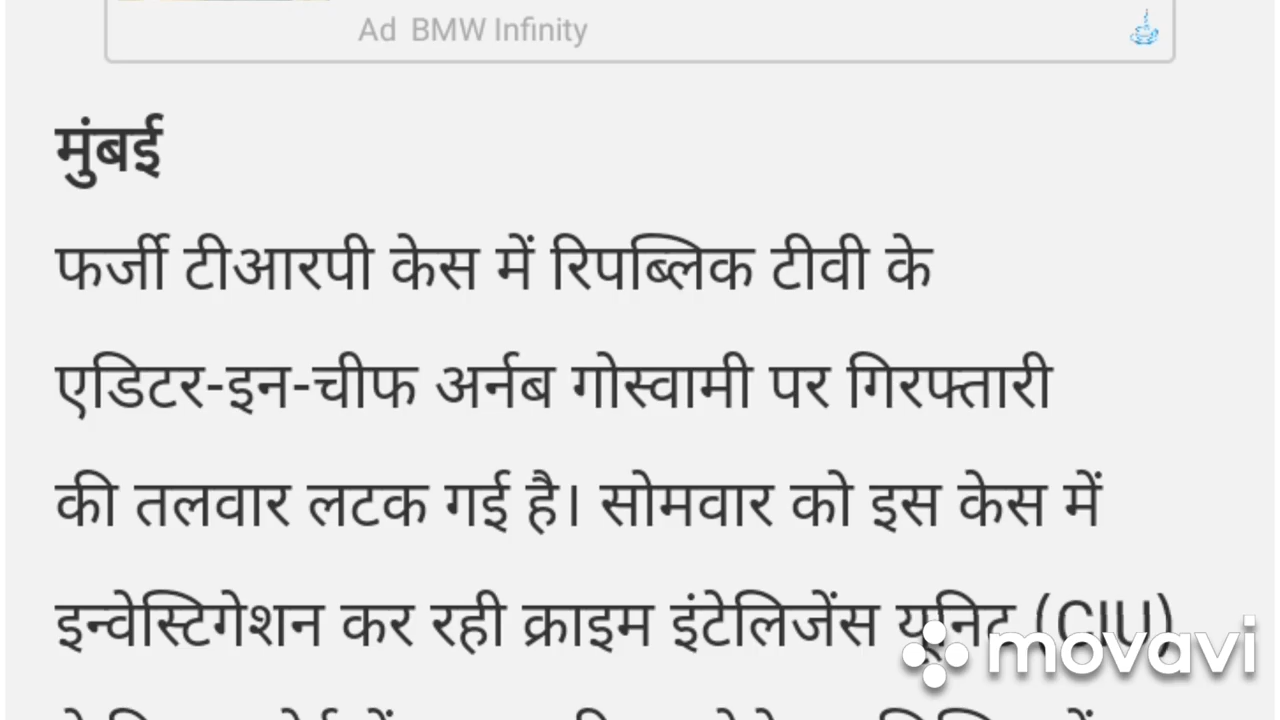 Ad BMW Infinity
मुंबई
फर्जी टीआरपी केस में रिपब्लिक टीवी के
एडिटर-इन-चीफ अर्नब गोस्वामी पर गिरफ्तारी
की तलवार लटक गई है। सोमवार को इस केस में
इन्वेस्टिगेशन कर रही क्राइम इंटेलिजेंस यूनिट (CIU)
movavi